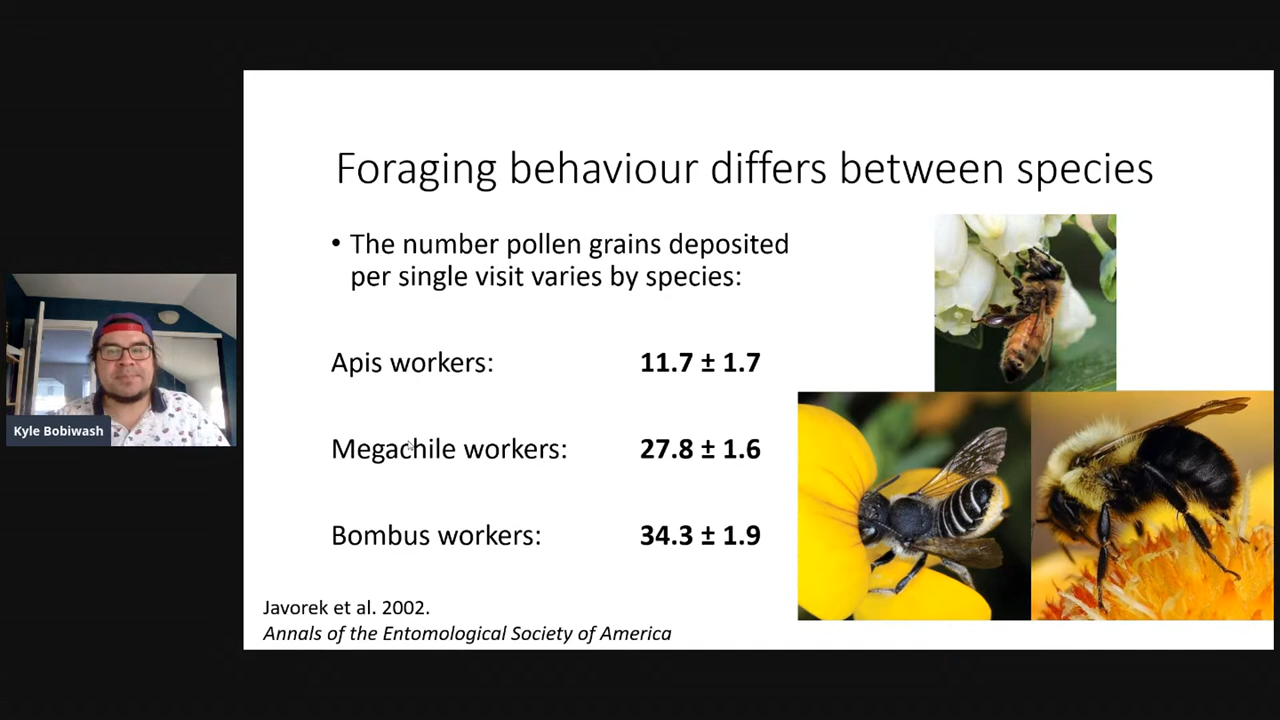 Foraging behaviour differs between species
• The number pollen grains deposited
per single visit varies by species:
Apis workers: 11.7 ± 1.7
Megachile workers: 27.8 ± 1.6
Bombus workers: 34.3 ± 1.9
Javorek et al. 2002.
Annals of the Entomological Society of America
Kyle Bobiwash